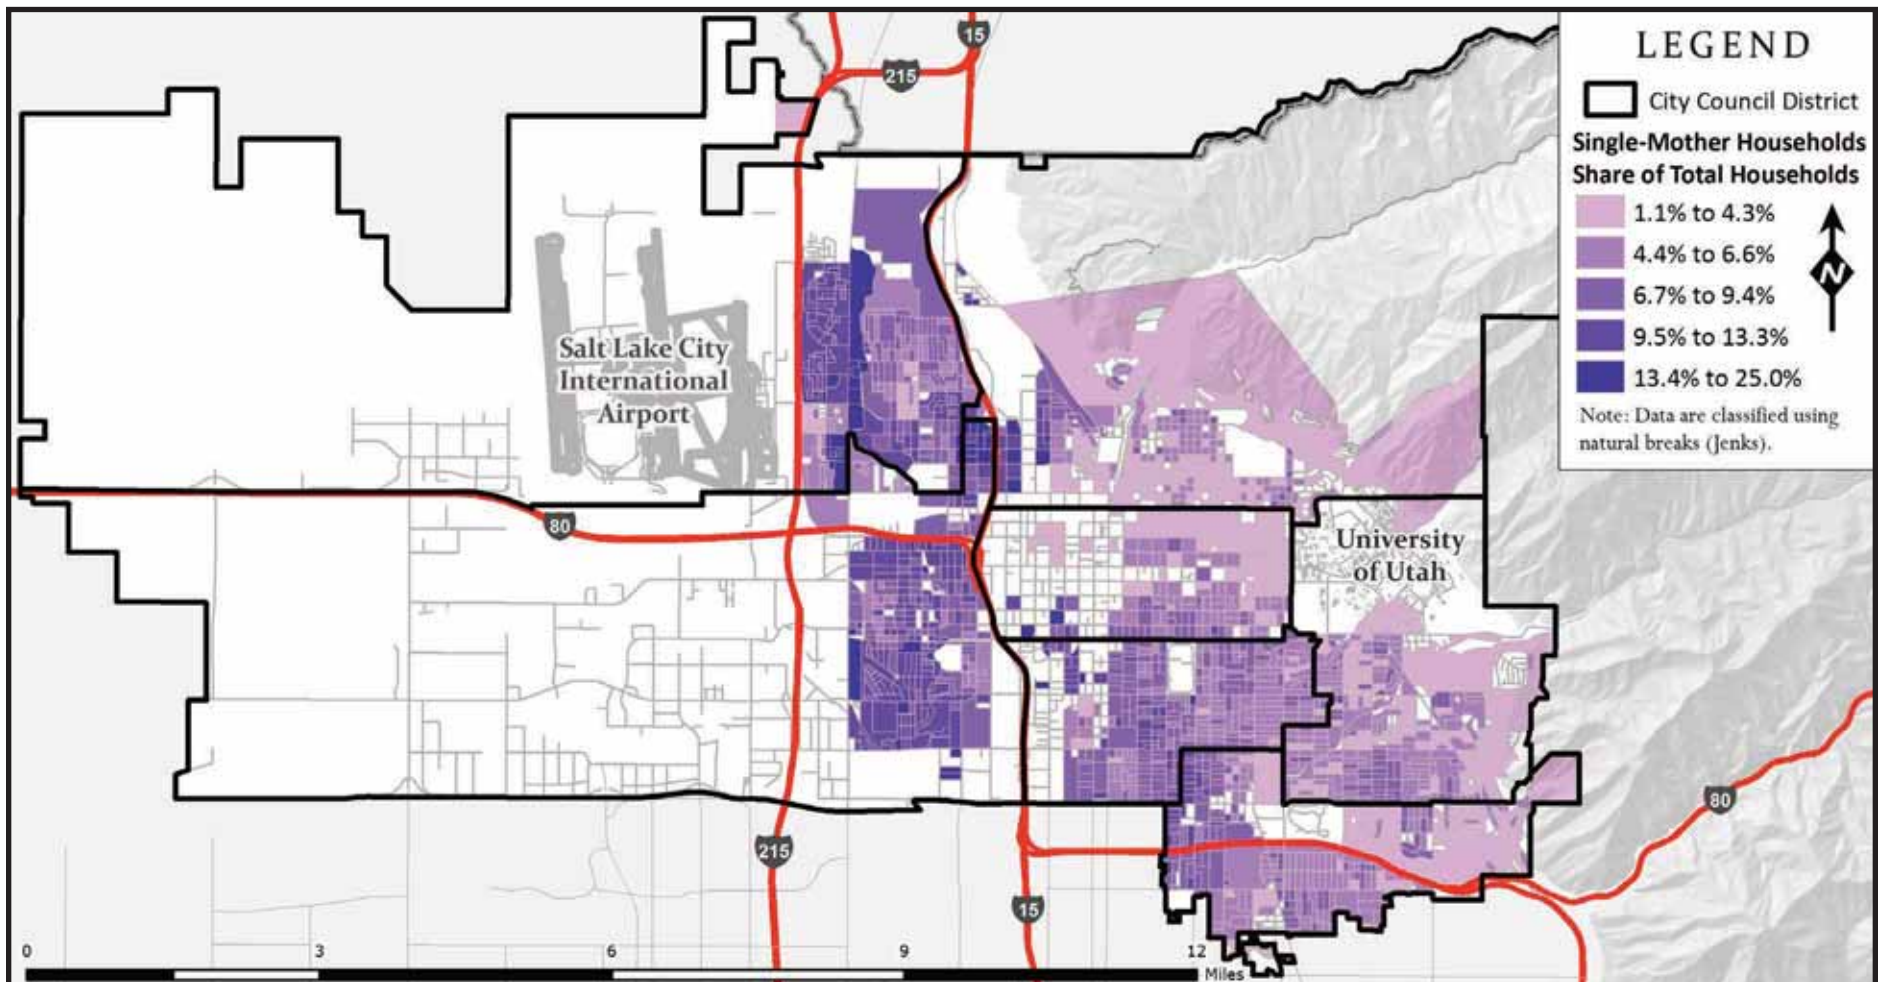 LEGEND
City Council District
Single-Mother Households
Share of Total Households
1.1% to 4.3%
4.4% to 6.6%
6.7% to 9.4%
9.5% to 13.3%
13.4% to 25.0%
N
Note: Data are classified using
natural breaks (Jenks).
15
215
Salt Lake City
International
Airport
80
University
of Utah
80
215
15
0 3 6 9 12
Miles